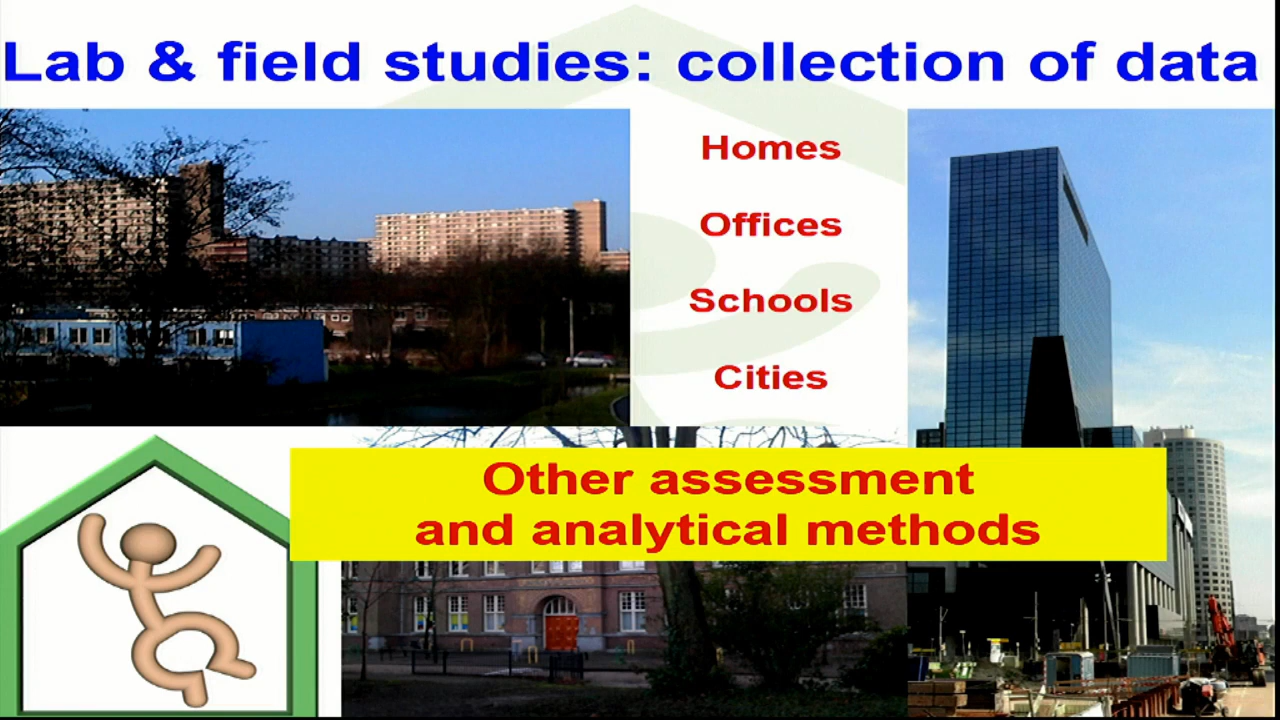 Lab & field studies: collection of data
Homes
Offices
Schools
Cities
Other assessment
and analytical methods